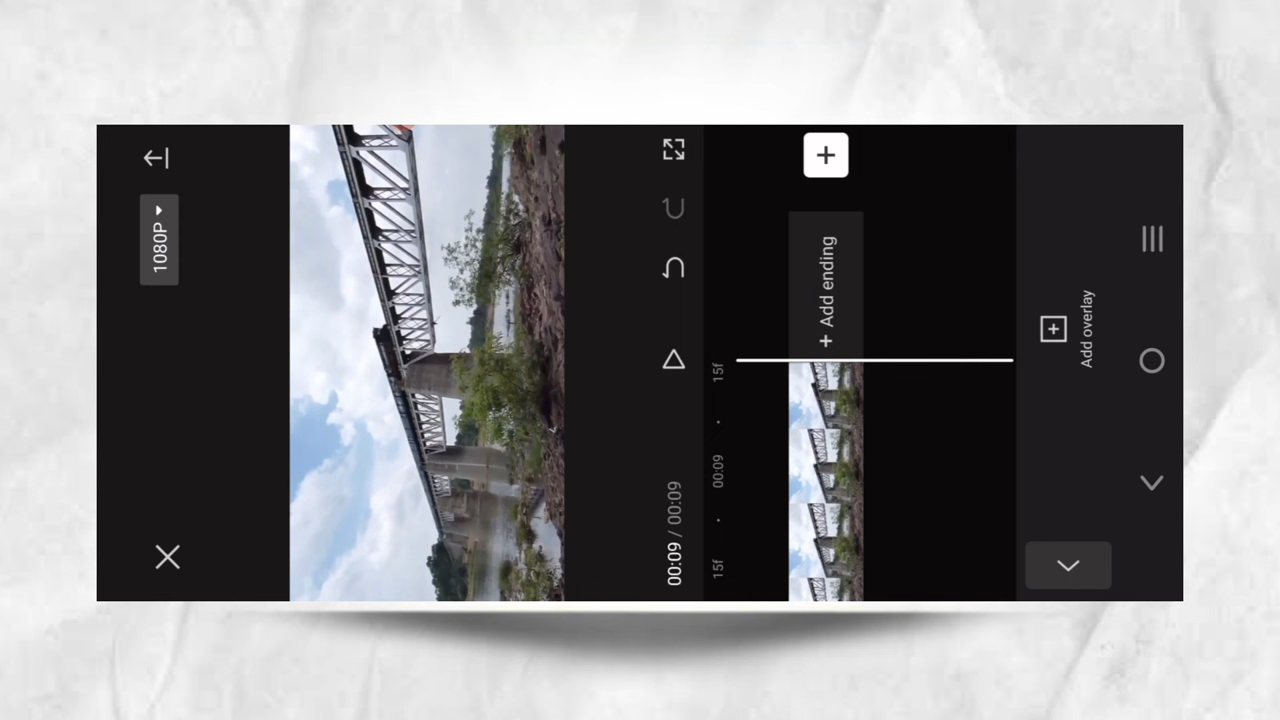 1080P
00:09 / 00:09
15f · 00:09 · 15f
+ Add ending
Add overlay